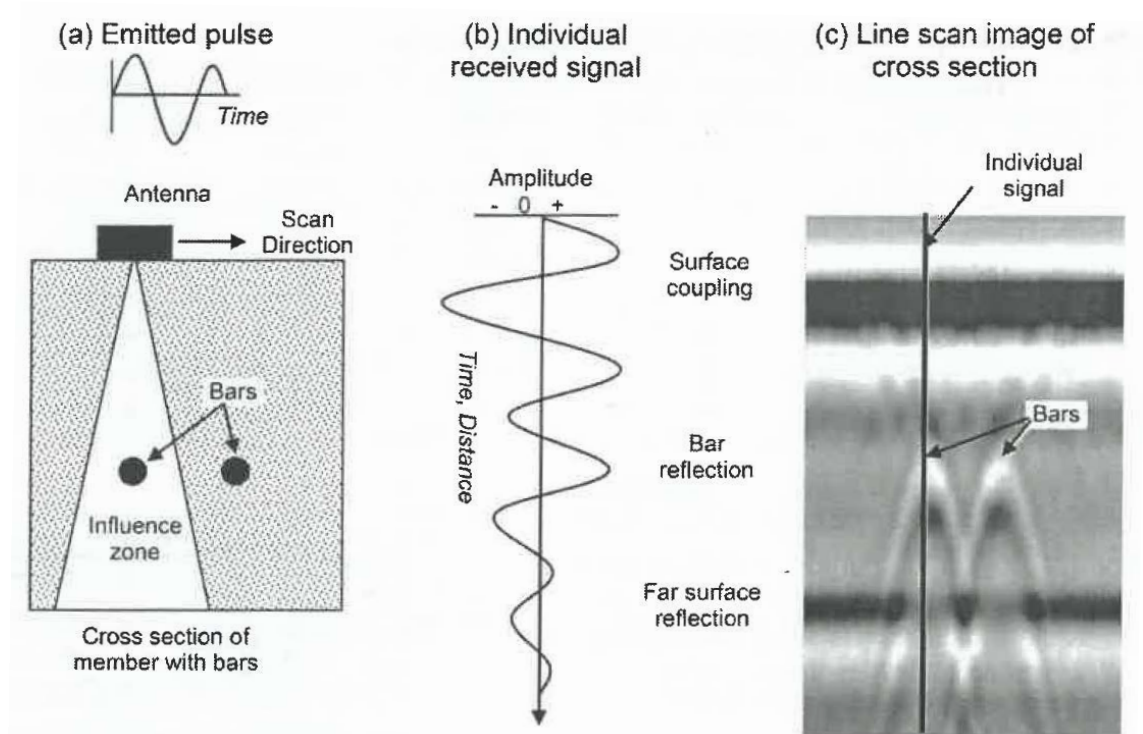 (a) Emitted pulse
Time
Antenna
Scan
Direction
Bars
Influence
zone
Cross section of
member with bars
(b) Individual
received signal
Amplitude
- 0 +
Time, Distance
Surface
coupling
Bar
reflection
Far surface
reflection
(c) Line scan image of
cross section
Individual
signal
Bars